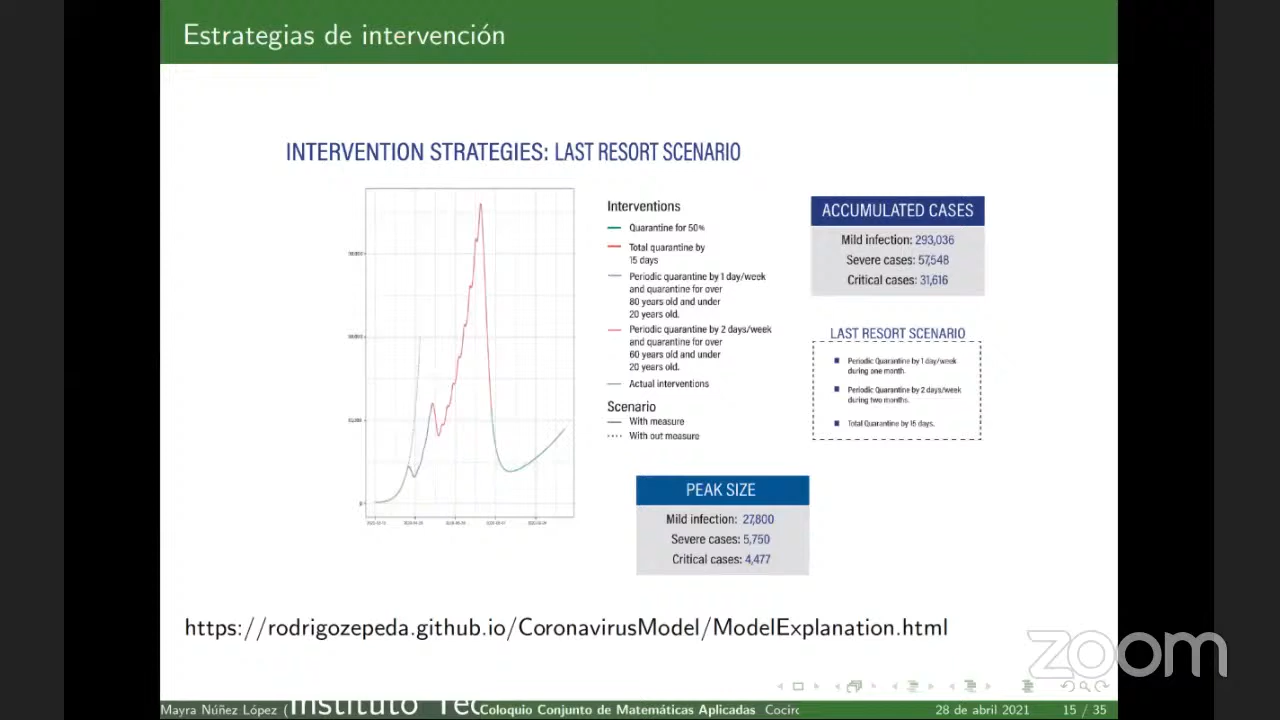 Estrategias de intervención
INTERVENTION STRATEGIES: LAST RESORT SCENARIO
Interventions
Quarantine for 50%
Total quarantine by
15 days
Periodic quarantine by 1 day/week
and quarantine for over
80 years old and under
20 years old.
Periodic quarantine by 2 days/week
and quarantine for over
60 years old and under
20 years old.
Actual interventions
Scenario
With measure
With out measure
ACCUMULATED CASES
Mild infection: 293,036
Severe cases: 57,548
Critical cases: 31,616
LAST RESORT SCENARIO
Periodic Quarantine by 1 day/week
during one month.
Periodic Quarantine by 2 days/week
during two months.
Total Quarantine by 15 days.
PEAK SIZE
Mild infection: 27,800
Severe cases: 5,750
Critical cases: 4,477
https://rodrigozepeda.github.io/CoronavirusModel/ModelExplanation.html
zoom
Mayra Núñez López (Instituto Tec Coloquio Conjunto de Matemáticas Aplicadas 28 de abril 2021 15 / 35